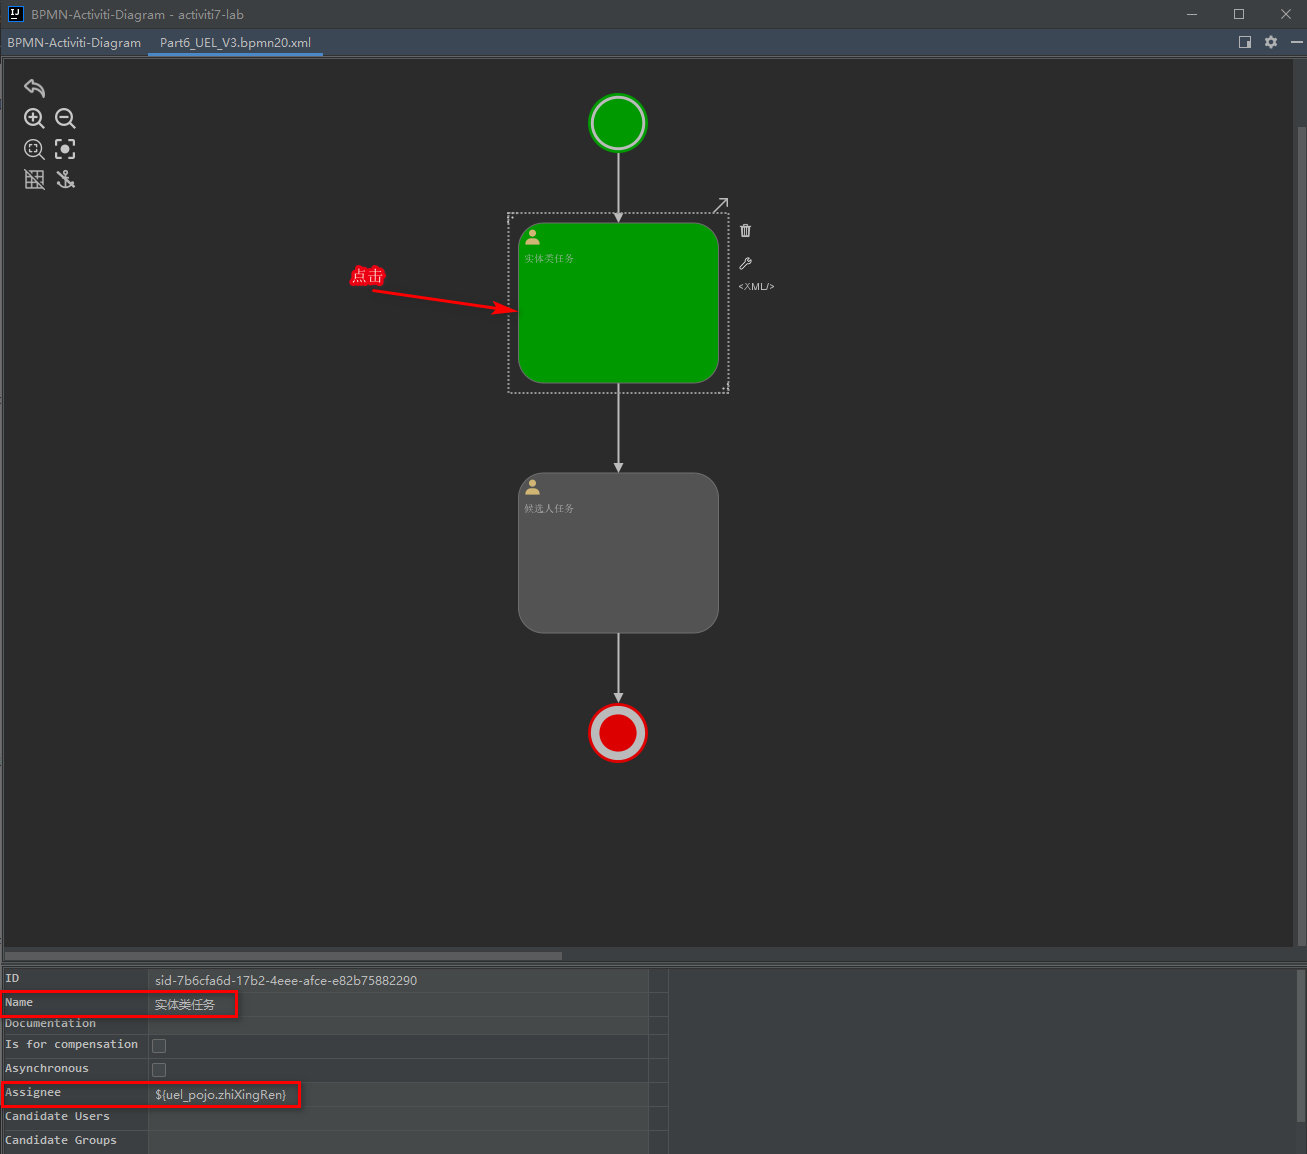 BPMN-Activiti-Diagram - activiti7-lab
BPMN-Activiti-Diagram Part6_UEL_V3.bpmn20.xml
实体类任务
点击
<XML/>
候选人任务
ID sid-7b6cfa6d-17b2-4eee-afce-e82b75882290
Name 实体类任务
Documentation
Is for compensation
Asynchronous
Assignee ${uel_pojo.zhiXingRen}
Candidate Users
Candidate Groups